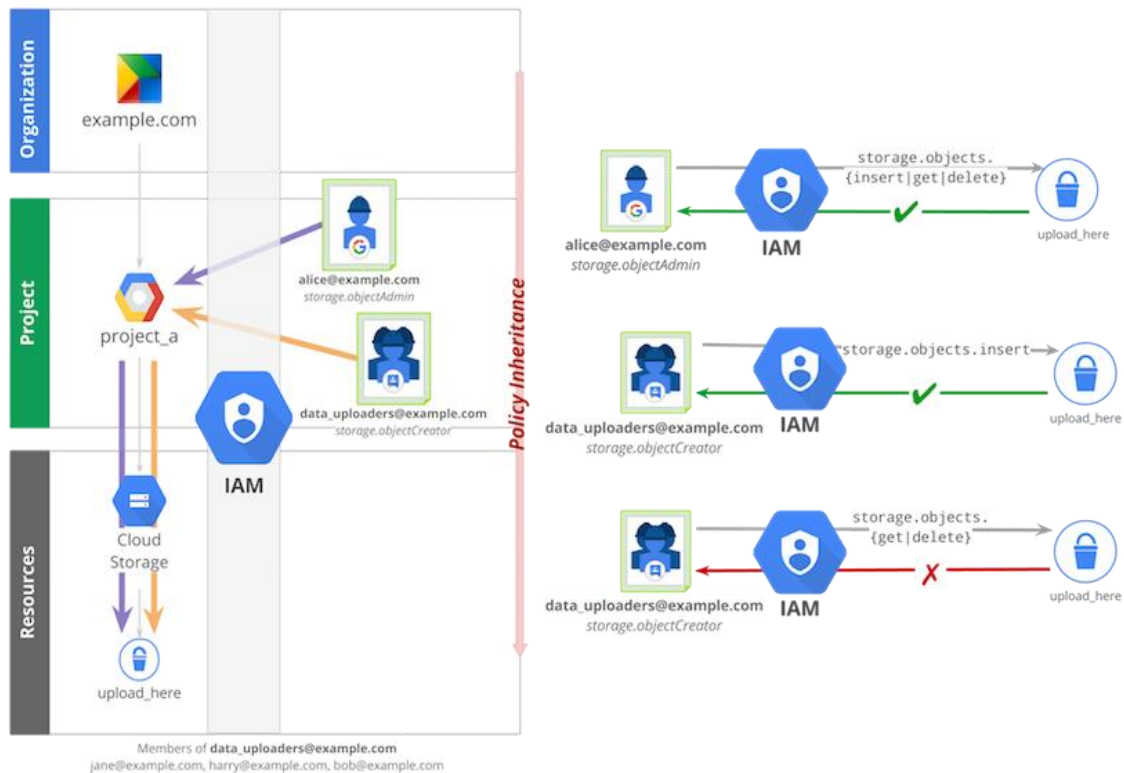 Organization
example.com
Project
project_a
alice@example.com
storage.objectAdmin
data_uploaders@example.com
storage.objectCreator
IAM
Policy Inheritance
Resources
Cloud
Storage
upload_here
Members of data_uploaders@example.com
jane@example.com, harry@example.com, bob@example.com
storage.objects.
{insert|get|delete}
alice@example.com
storage.objectAdmin
IAM
upload_here
storage.objects.insert
data_uploaders@example.com
storage.objectCreator
IAM
upload_here
storage.objects.
{get|delete}
data_uploaders@example.com
storage.objectCreator
IAM
upload_here